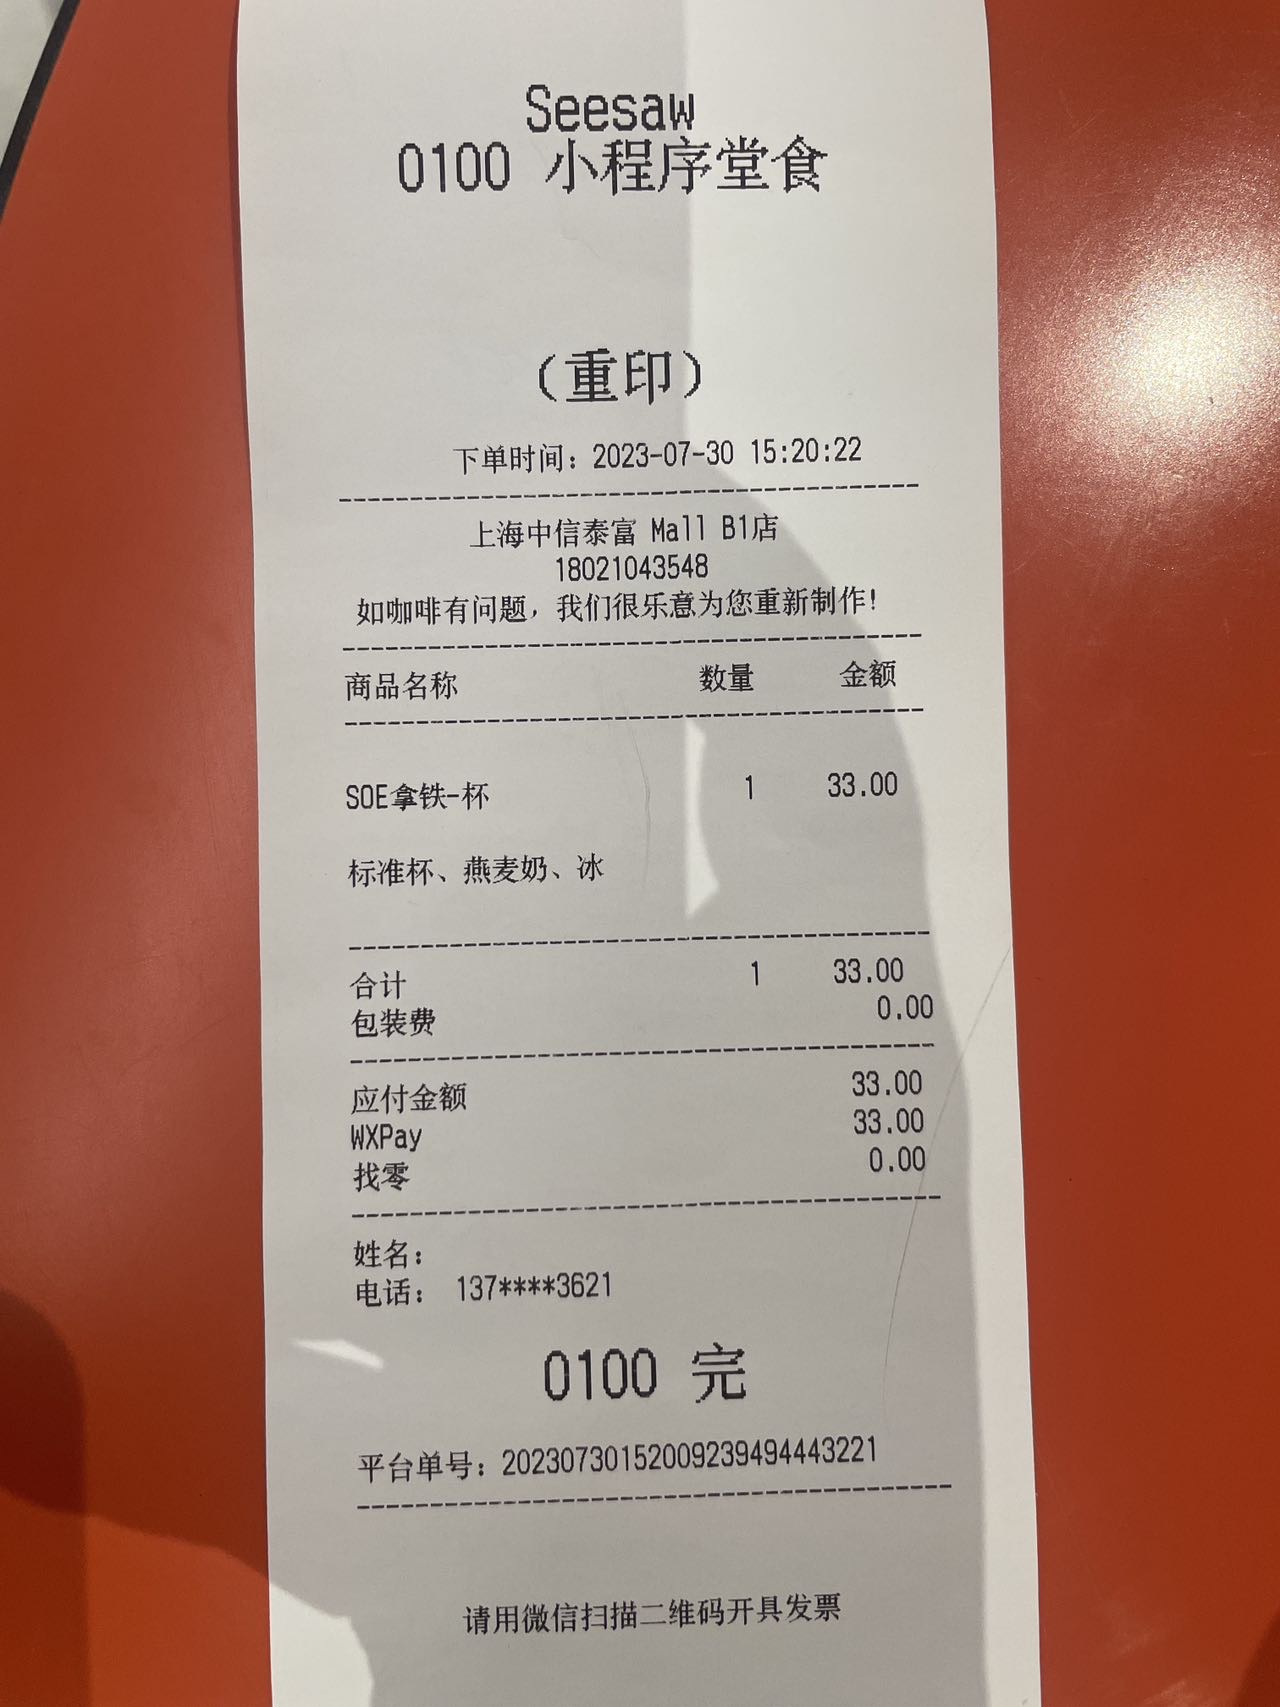 Seesaw
0100 小程序堂食
(重印)
下单时间：2023-07-30 15:20:22
上海中信泰富 Mall B1店
18021043548
如咖啡有问题，我们很乐意为您重新制作!
商品名称 数量 金额
SOE拿铁-杯 1 33.00
标准杯、燕麦奶、冰
合计 1 33.00
包装费 0.00
应付金额 33.00
WXPay 33.00
找零 0.00
姓名：
电话： 137****3621
0100 完
平台单号：20230730152009239494443221
请用微信扫描二维码开具发票